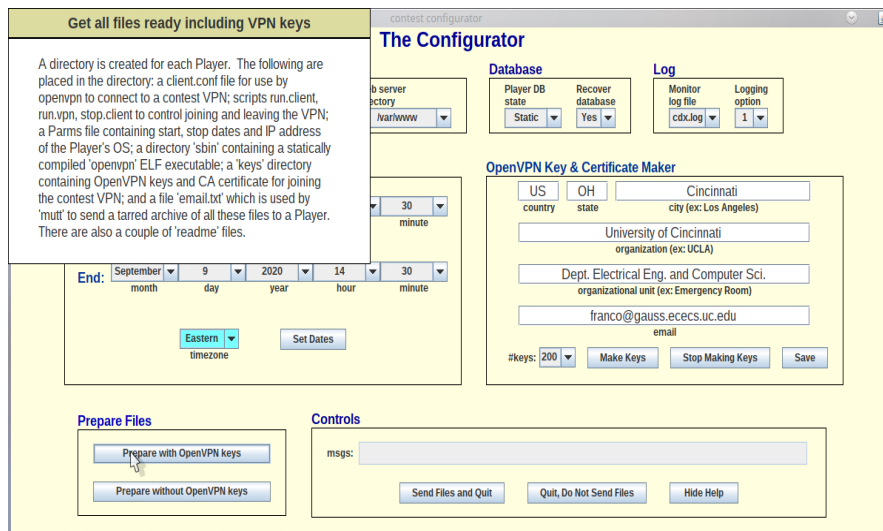 Get all files ready including VPN keys
contest configurator
A directory is created for each Player. The following are
placed in the directory: a client.conf file for use by
openvpn to connect to a contest VPN; scripts run.client,
run.vpn, stop.client to control joining and leaving the VPN;
a Parms file containing start, stop dates and IP address
of the Player's OS; a directory 'sbin' containing a statically
compiled 'openvpn' ELF executable; a 'keys' directory
containing OpenVPN keys and CA certificate for joining
the contest VPN; and a file 'email.txt' which is used by
'mutt' to send a tarred archive of all these files to a Player.
There are also a couple of 'readme' files.
The Configurator
server
/var/www
Database
Player DB
state
Static
Recover
database
Yes
Log
Monitor
log file
cdx.log
Logging
option
1
30
minute
End:
September 9 2020 14 30
month day year hour minute
Eastern
timezone
Set Dates
OpenVPN Key & Certificate Maker
US OH Cincinnati
country state city (ex: Los Angeles)
University of Cincinnati
organization (ex: UCLA)
Dept. Electrical Eng. and Computer Sci.
organizational unit (ex: Emergency Room)
franco@gauss.ececs.uc.edu
email
#keys: 200 Make Keys Stop Making Keys Save
Prepare Files
Prepare with OpenVPN keys
Prepare without OpenVPN keys
Controls
msgs:
Send Files and Quit Quit, Do Not Send Files Hide Help